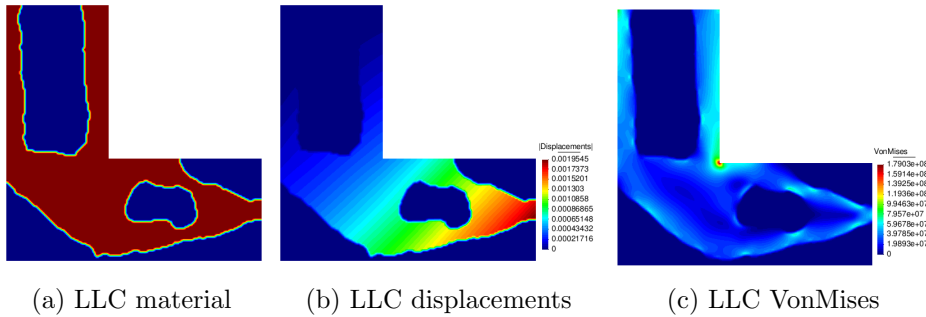 |Displacements|
0.0019545
0.0017373
0.0015201
0.001303
0.0010858
0.00086865
0.00065148
0.00043432
0.00021716
0
VonMises
1.7903e+08
1.5914e+08
1.3925e+08
1.1936e+08
9.9463e+07
7.957e+07
5.9678e+07
3.9785e+07
1.9893e+07
0
(a) LLC material
(b) LLC displacements
(c) LLC VonMises